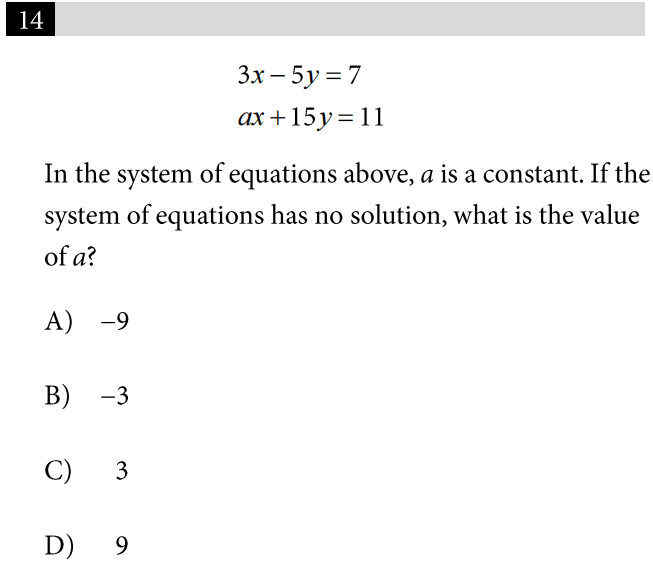 14
3x – 5y = 7
ax + 15y = 11
In the system of equations above, a is a constant. If the
system of equations has no solution, what is the value
of a?
A) –9
B) –3
C) 3
D) 9